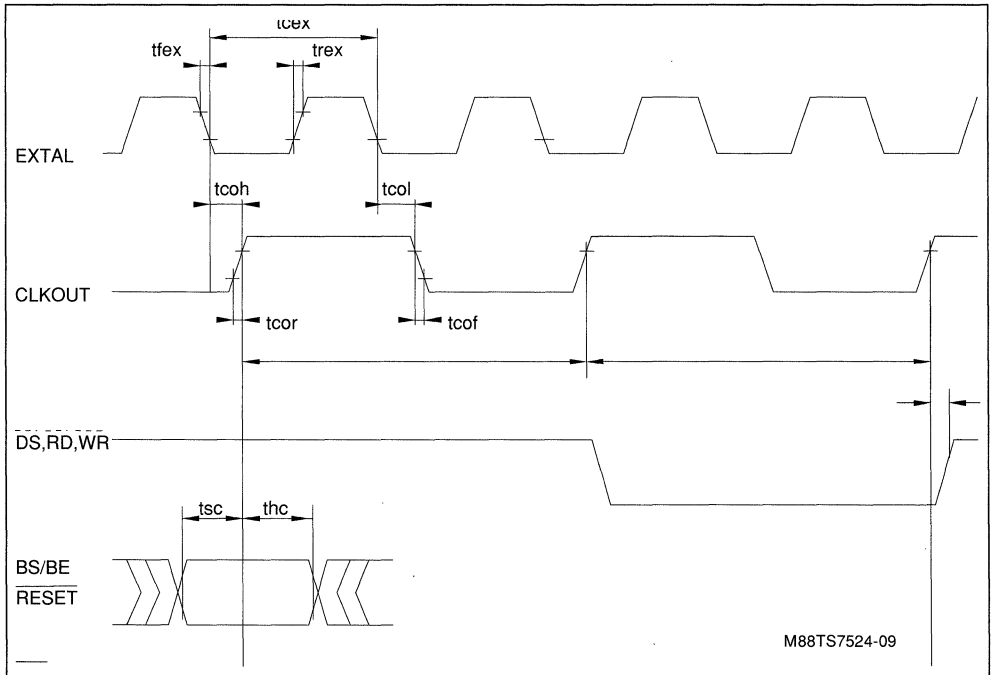 tcex
tfex
trex
EXTAL
tcoh
tcol
CLKOUT
tcor
tcof
DS,RD,WR
tsc
thc
BS/BE
RESET
M88TS7524-09